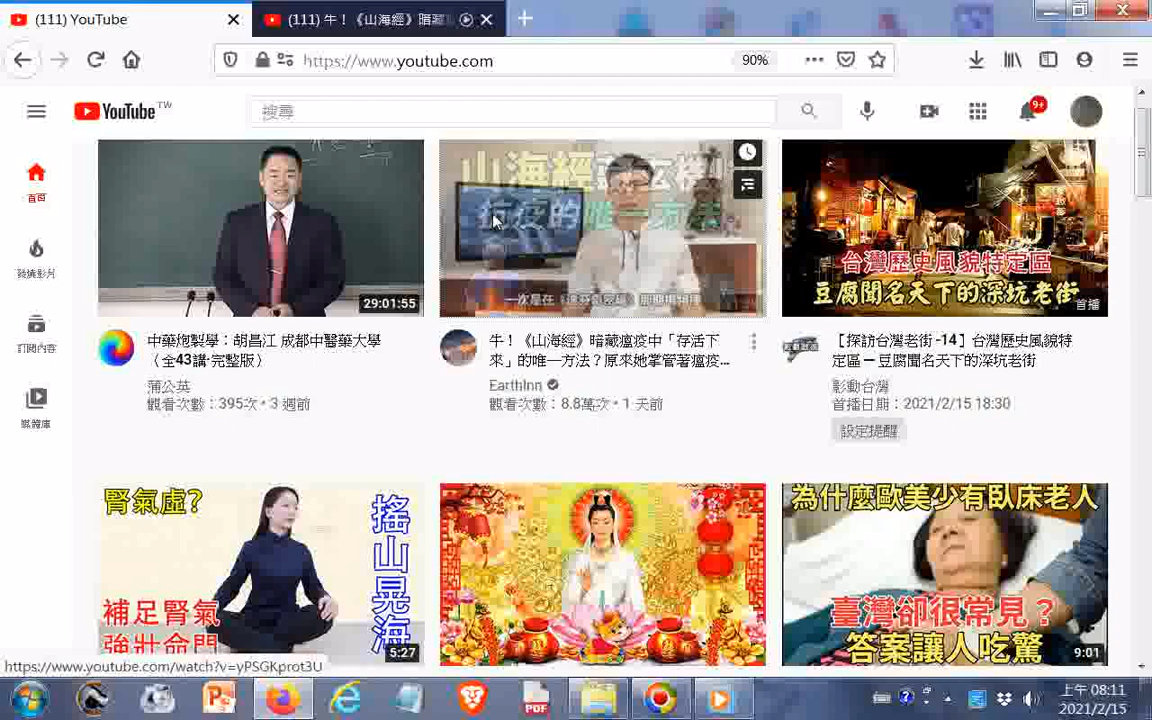 (111) YouTube
(111) 牛！《山海經》暗藏
https://www.youtube.com
90%
YouTube TW
搜尋
9+
首頁
發燒影片
訂閱內容
媒體庫
29:01:55
中藥炮製學：胡昌江 成都中醫藥大學
（全43講·完整版）
蒲公英
觀看次數：395次 • 3 週前
抗疫的唯一方法
牛！《山海經》暗藏瘟疫中「存活下
來」的唯一方法？原來她掌管著瘟疫...
EarthInn
觀看次數：8.8萬次 • 1 天前
台灣歷史風貌特定區
豆腐聞名天下的深坑老街
首播
【探訪台灣老街 -14】台灣歷史風貌特
定區 – 豆腐聞名天下的深坑老街
影動台灣
首播日期：2021/2/15 18:30
設定提醒
腎氣虛?
搖山晃海
補足腎氣
強壯命門
5:27
為什麼歐美少有臥床老人
臺灣卻很常見？
答案讓人吃驚
9:01
https://www.youtube.com/watch?v=yPSGKprot3U
PDF
上午 08:11
2021/2/15